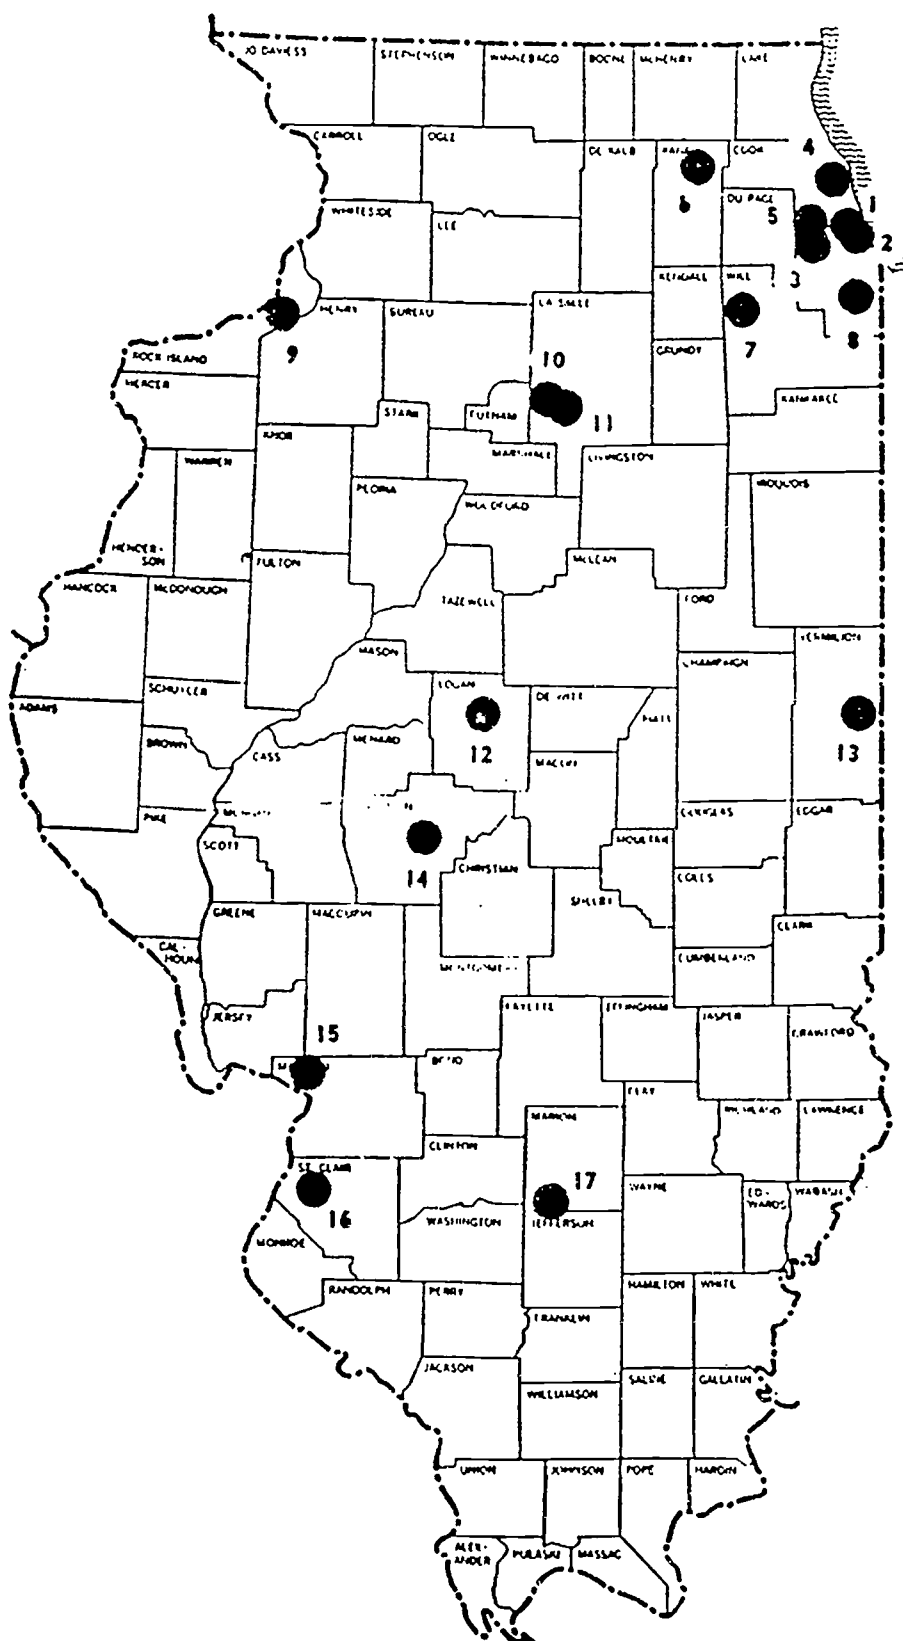 JO DAVIESS
STEPHENSON
WINNEBAGO
BOONE
MCHENRY
LAKE
CARROLL
OGLE
DE KALB
KANE
COOK
4
6
DU PAGE
5
1
2
3
WHITESIDE
LEE
KENDALL
WILL
HENRY
BUREAU
LA SALLE
7
8
9
ROCK ISLAND
GRUNDY
10
MERCER
STARK
PUTNAM
11
KANKAKEE
KNOX
MARSHALL
LIVINGSTON
WARREN
PEORIA
IROQUOIS
WOODFORD
HENDER-
SON
FULTON
MCLEAN
HANCOCK
MCDONOUGH
TAZEWELL
FORD
VERMILION
MASON
CHAMPAIGN
SCHUYLER
LOGAN
DE WITT
ADAMS
BROWN
CASS
MENARD
12
PIATT
13
MACON
PIKE
N
DOUGLAS
EDGAR
SCOTT
14
CHRISTIAN
MOULTRIE
COLES
SHELBY
GREENE
MACOUPIN
CLARK
CAL-
HOUN
MONTGOMERY
CUMBERLAND
JERSEY
15
FAYETTE
EFFINGHAM
JASPER
CRAWFORD
BOND
CLAY
MARION
RICHLAND
LAWRENCE
CLINTON
ST. CLAIR
17
WAYNE
ED-
WARDS
WABASH
16
WASHINGTON
JEFFERSON
MONROE
RANDOLPH
PERRY
HAMILTON
WHITE
FRANKLIN
JACKSON
SALINE
GALLATIN
WILLIAMSON
UNION
JOHNSON
POPE
HARDIN
ALEX-
ANDER
PULASKI
MASSAC